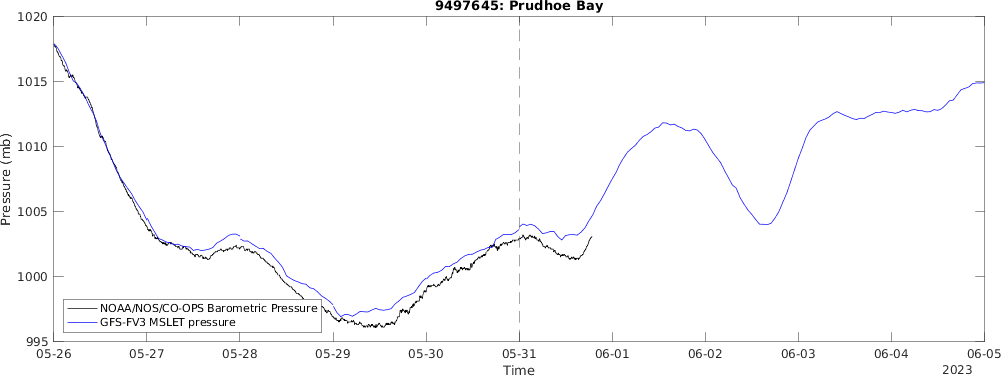 9497645: Prudhoe Bay
1020
1015
1010
1005
1000
995
Pressure (mb)
NOAA/NOS/CO-OPS Barometric Pressure
GFS-FV3 MSLET pressure
05-26 05-27 05-28 05-29 05-30 05-31 06-01 06-02 06-03 06-04 06-05
Time
2023